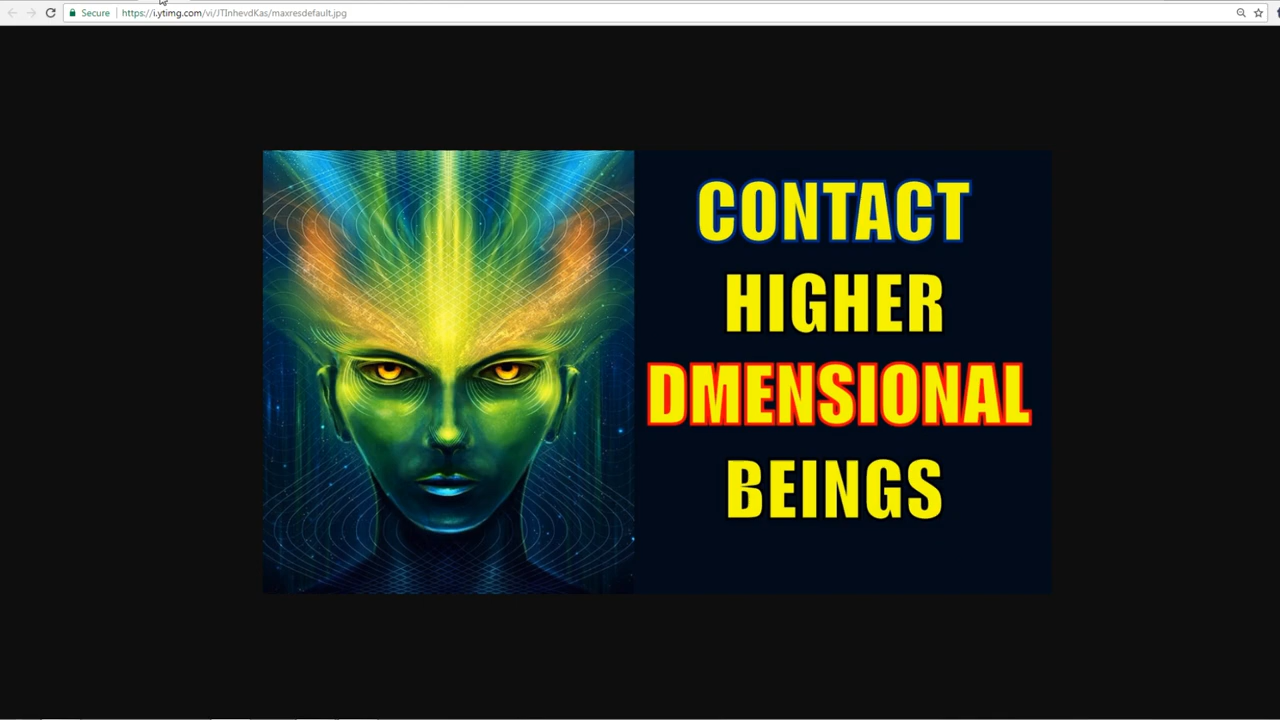 Secure
https://i.ytimg.com/vi/JTInhevdKas/maxresdefault.jpg
CONTACT
HIGHER
DMENSIONAL
BEINGS